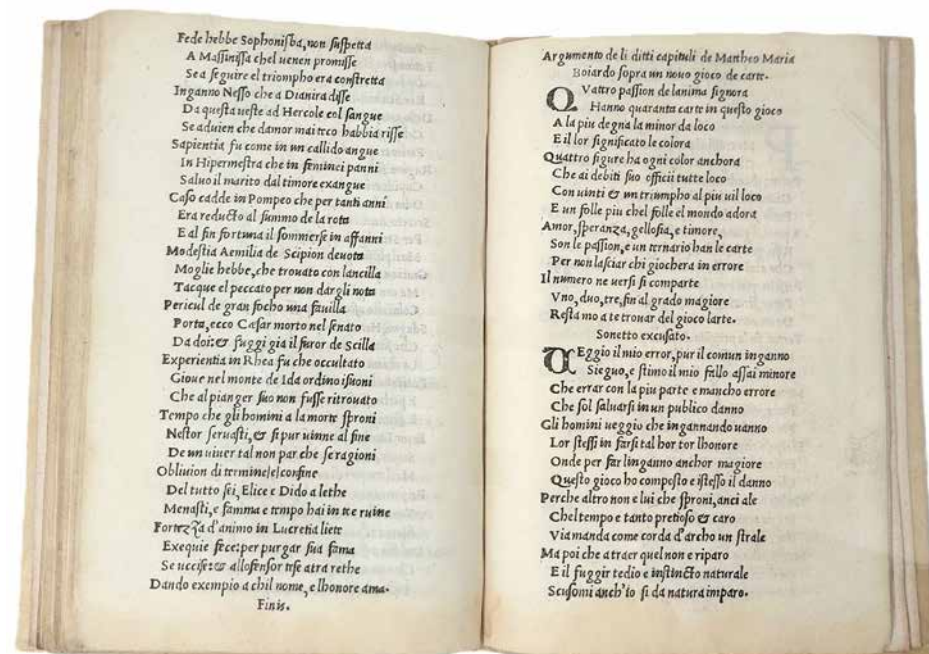 Fede hebbe Sophonisba, non suspetta
A Massinissa chel uenen promisse
Se a seguire el triompho era constretta
Inganno Nesso che a Dianira disse
Da questa ueste ad Hercole col sangue
Se aduien che damor mai teco habbia risse
Sapientia fu come in un callido angue
In Hipermestra che in feminei panni
Saluo il marito dal timore exangue
Caso cadde in Pompeo che per tanti anni
Era reducto al summo de la rota
E al fin fortuna il sommerse in affanni
Modestia Aemilia de Scipion deuota
Moglie hebbe, che trouato con lancilla
Tacque el peccato per non dargli nota
Pericul de gran focho una fauilla
Porta, ecco Cæsar morto nel senato
Da doi: & fuggi gia il furor de Scilla
Experientia in Rhea fu che occultato
Gioue nel monte de Ida ordino i suoni
Che al pianger suo non fusse ritrouato
Tempo che gli homini a la morte sproni
Nestor seruasti, & si pur uinne al fine
De un uiuer tal non par che se ragioni
Obliuion di termine e confine
Del tutto sei, Elice e Dido a lethe
Menasti, e famma e tempo hai in tue ruine
Fortezza d'animo in Lucretia liete
Exequie fece: per purgar sua fama
Se uccise: & allofensor tese atra rethe
Dando exempio a chil nome, e lhonore ama.
Finis.
Argumento de li ditti capituli de Mattheo Maria
Boiardo sopra un nouo gioco de carte.
QVattro passion de lanima signora
Hanno quaranta carte in questo gioco
A la piu degna la minor da loco
E il lor significato le colora
Quattro figure ha ogni color anchora
Che ai debiti suo officii tutte loco
Con uinti & un triumpho al piu uil loco
E un folle piu chel folle el mondo adora
Amor, speranza, gellosia, e timore,
Son le passion, e un ternario han le carte
Per non lasciar chi giochera in errore
Il numero ne uersi si comparte
Vno, duo, tre, fin al grado magiore
Resta mo a te trouar del gioco larte.
Sonetto excusato.
VEggio il mio error, pur il comun inganno
Sieguo, e stimo il mio fallo assai minore
Che errar con la piu parte e mancho errore
Che sol saluarsi in un publico danno
Gli homini ueggio che ingannando uanno
Lor stessi in farsi tal hor tor lhonore
Onde per far linganno anchor magiore
Questo gioco ho composto e istesso il danno
Perche altro non e lui che sproni, anci ale
Chel tempo e tanto pretioso & caro
Via manda come corda d'archo un strale
Ma poi che atraer quel non e riparo
E il fuggir tedio e instincto naturale
Scusomi anch'io si da natura imparo.